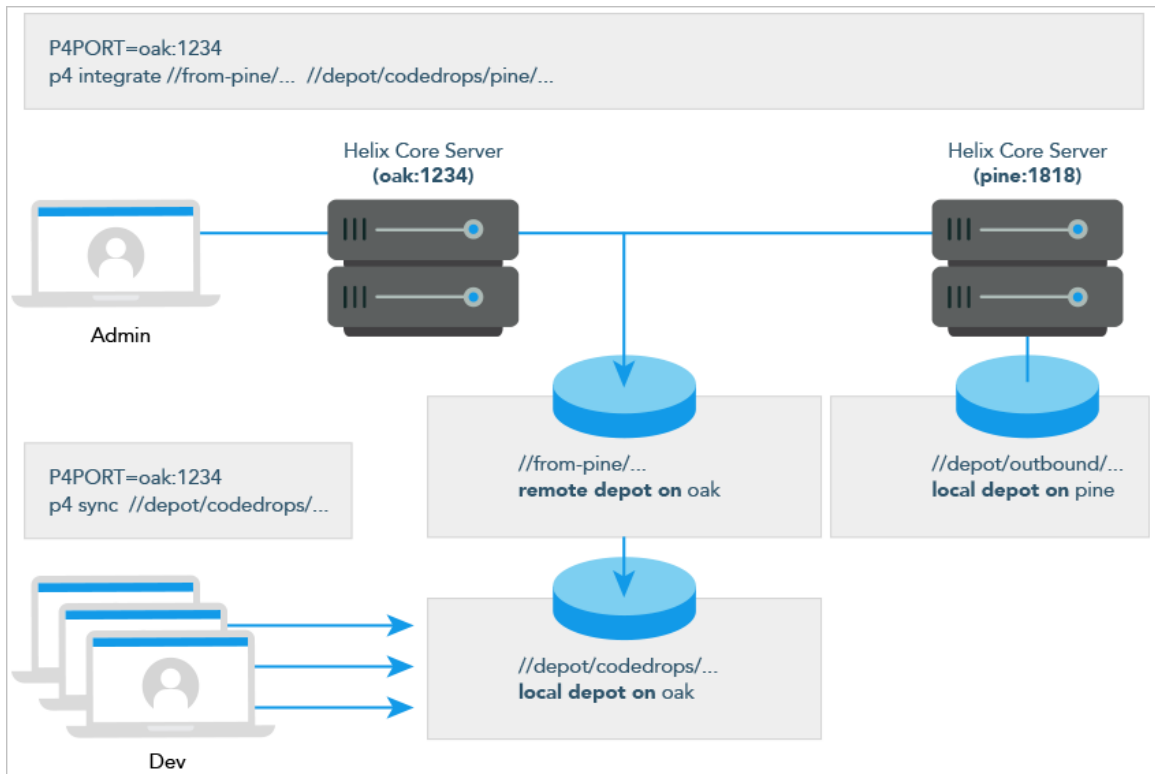 P4PORT=oak:1234
p4 integrate //from-pine/... //depot/codedrops/pine/...
Helix Core Server
(oak:1234)
Helix Core Server
(pine:1818)
Admin
//from-pine/...
remote depot on oak
//depot/outbound/...
local depot on pine
P4PORT=oak:1234
p4 sync //depot/codedrops/...
//depot/codedrops/...
local depot on oak
Dev